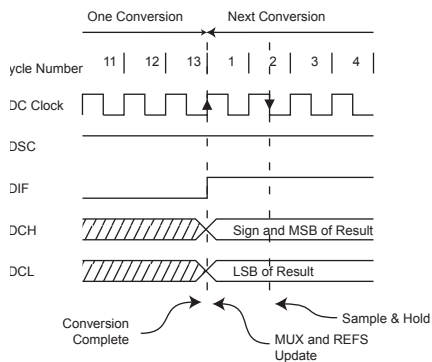 One Conversion Next Conversion
ycle Number 11 12 13 1 2 3 4
DC Clock
DSC
DIF
DCH Sign and MSB of Result
DCL LSB of Result
Conversion Complete
MUX and REFS Update
Sample & Hold